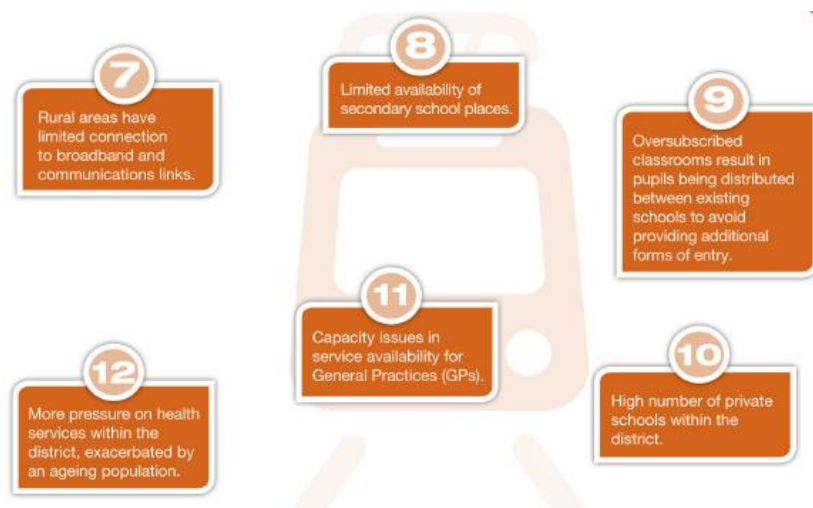 7
Rural areas have
limited connection
to broadband and
communications links.
8
Limited availability of
secondary school places.
9
Oversubscribed
classrooms result in
pupils being distributed
between existing
schools to avoid
providing additional
forms of entry.
10
High number of private
schools within the
district.
11
Capacity issues in
service availability for
General Practices (GPs).
12
More pressure on health
services within the
district, exacerbated by
an ageing population.